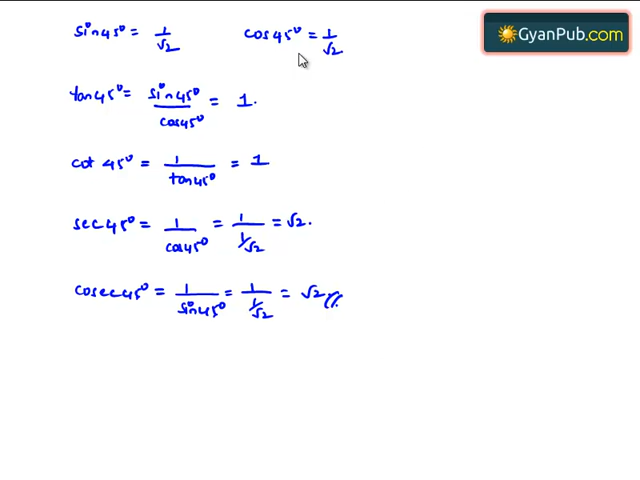 sin45° = 1/√2 cos45° = 1/√2
GyanPub.com
tan45° = sin45°/cos45° = 1.
cot 45° = 1/tan45° = 1
sec45° = 1/cos45° = 1/(1/√2) = √2.
cosec45° = 1/sin45° = 1/(1/√2) = √2 //.